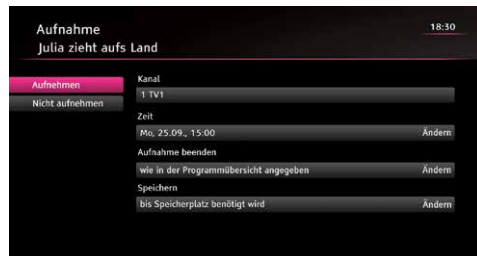 Aufnahme
18:30
Julia zieht aufs Land
Aufnehmen
Nicht aufnehmen
Kanal
1 TV1
Zeit
Mo, 25.09., 15:00 Ändern
Aufnahme beenden
wie in der Programmübersicht angegeben Ändern
Speichern
bis Speicherplatz benötigt wird Ändern